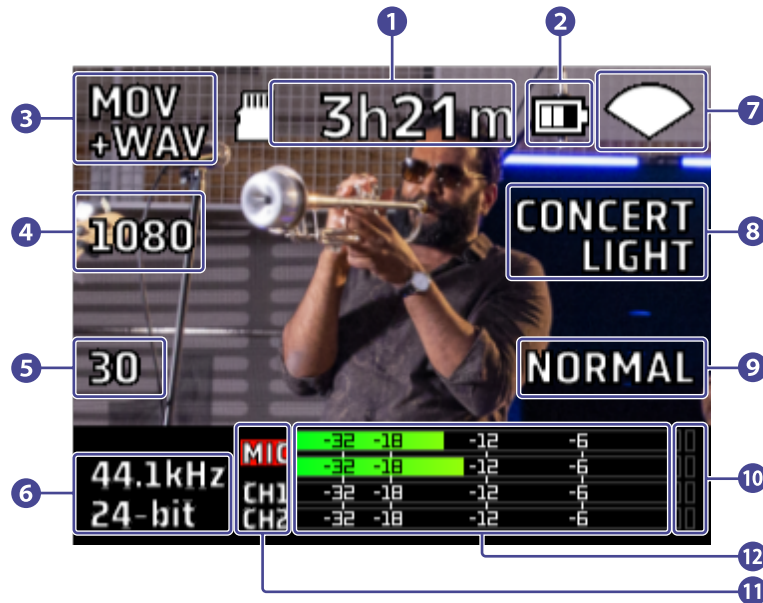 1
2
3
MOV
+WAV
3h21m
7
4
1080
CONCERT
LIGHT
8
5
30
NORMAL
9
6
44.1kHz
24-bit
MIC
CH1
CH2
-32 -18 -12 -6
-32 -18 -12 -6
-32 -18 -12 -6
-32 -18 -12 -6
10
12
11